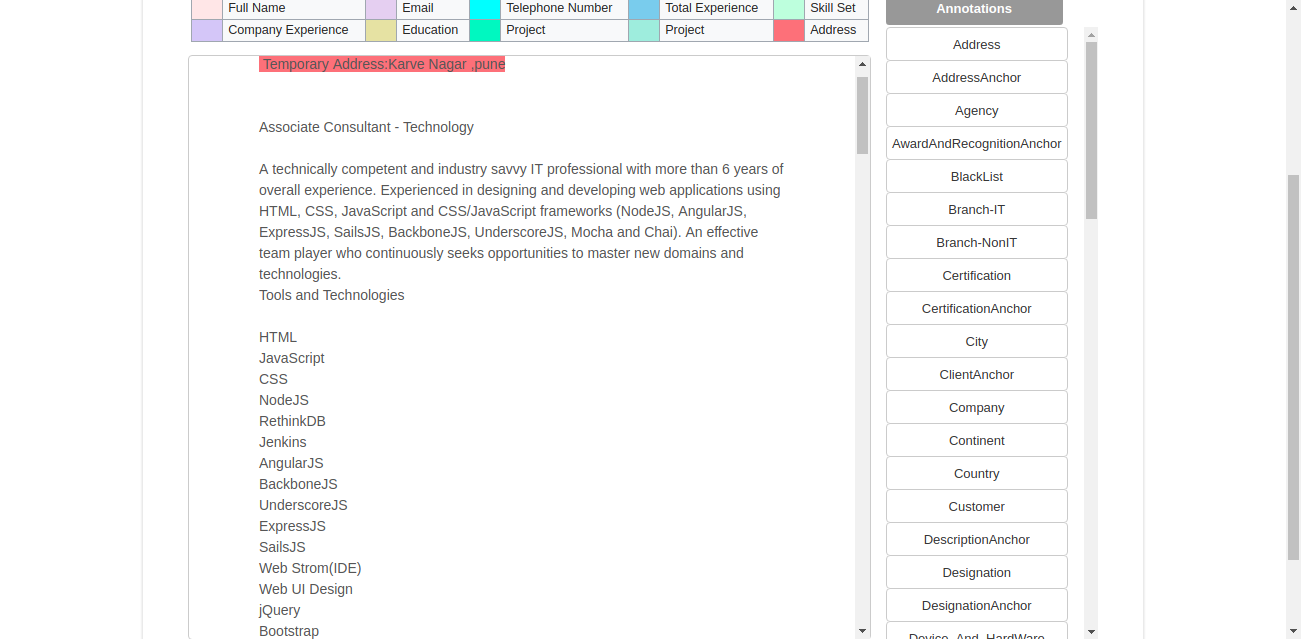 Full Name Email Telephone Number Total Experience Skill Set
Company Experience Education Project Project Address
Temporary Address:Karve Nagar ,pune
Associate Consultant - Technology
A technically competent and industry savvy IT professional with more than 6 years of
overall experience. Experienced in designing and developing web applications using
HTML, CSS, JavaScript and CSS/JavaScript frameworks (NodeJS, AngularJS,
ExpressJS, SailsJS, BackboneJS, UnderscoreJS, Mocha and Chai). An effective
team player who continuously seeks opportunities to master new domains and
technologies.
Tools and Technologies
HTML
JavaScript
CSS
NodeJS
RethinkDB
Jenkins
AngularJS
BackboneJS
UnderscoreJS
ExpressJS
SailsJS
Web Strom(IDE)
Web UI Design
jQuery
Bootstrap
Annotations
Address
AddressAnchor
Agency
AwardAndRecognitionAnchor
BlackList
Branch-IT
Branch-NonIT
Certification
CertificationAnchor
City
ClientAnchor
Company
Continent
Country
Customer
DescriptionAnchor
Designation
DesignationAnchor
Device_And_HardWare